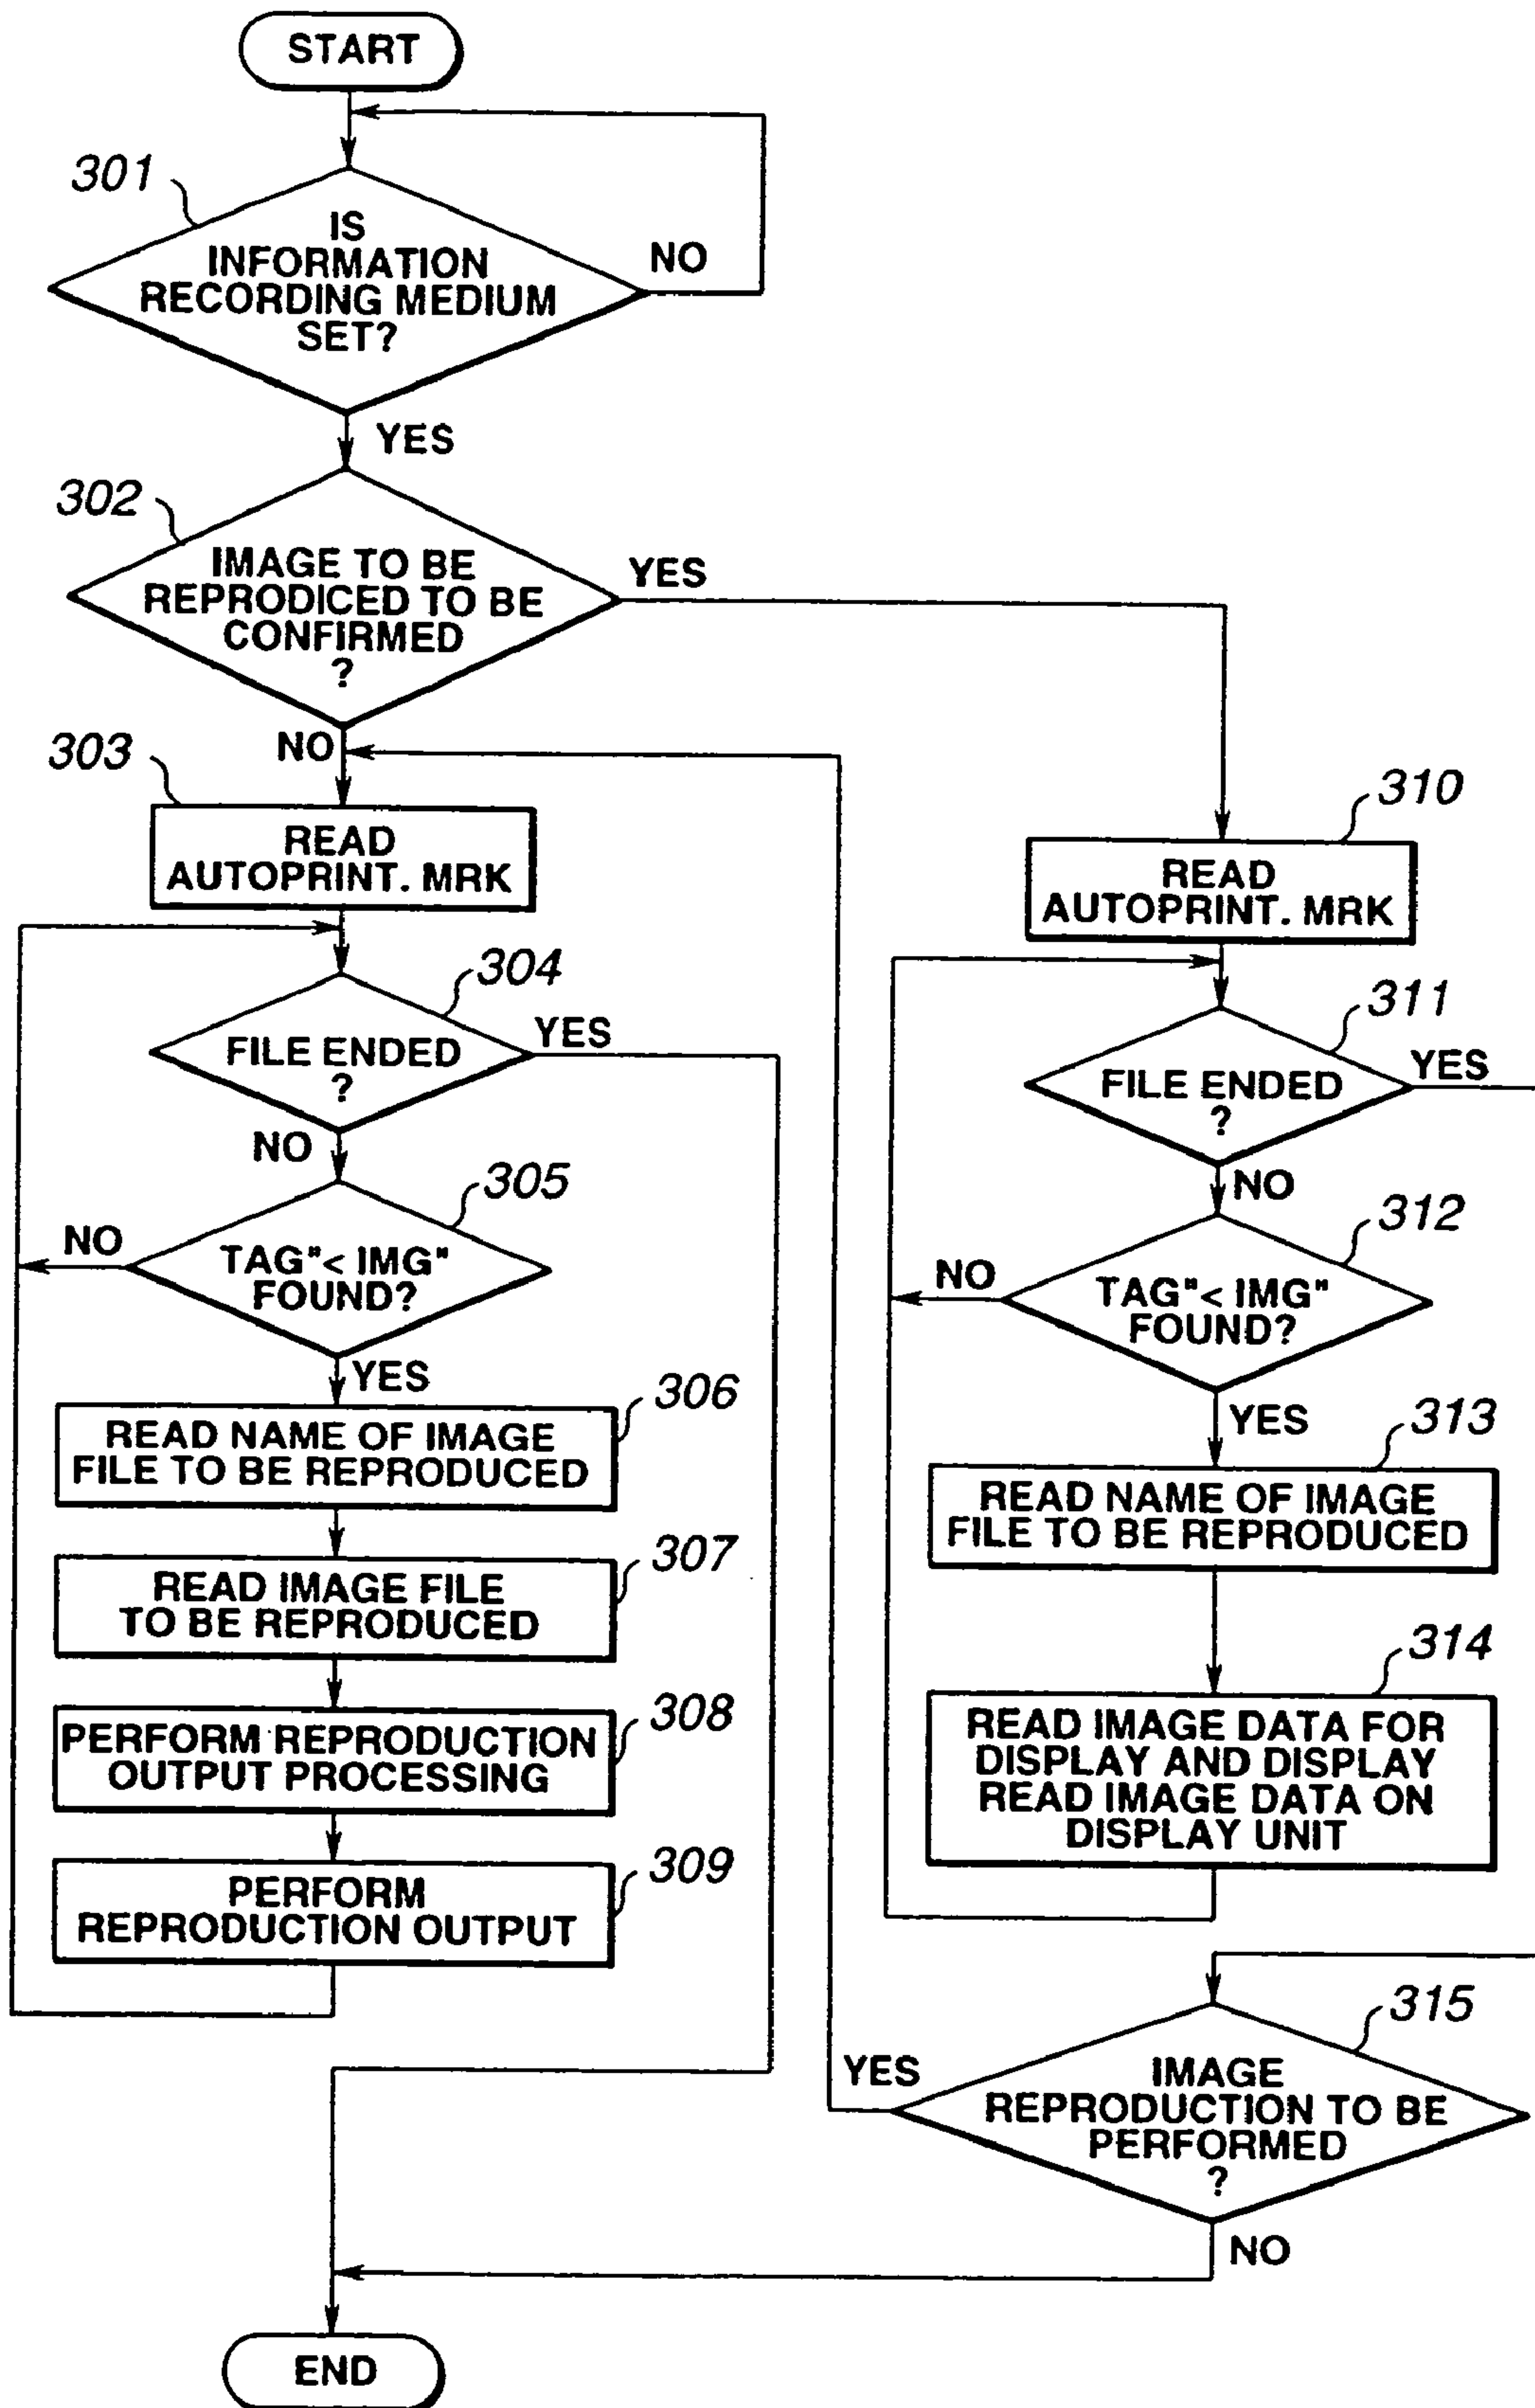 START
301
IS
INFORMATION
RECORDING MEDIUM
SET?
NO
YES
302
IMAGE TO BE
REPRODICED TO BE
CONFIRMED
?
YES
NO
303
READ
AUTOPRINT. MRK
304
FILE ENDED
?
YES
NO
305
TAG"< IMG"
FOUND?
NO
YES
306
READ NAME OF IMAGE
FILE TO BE REPRODUCED
307
READ IMAGE FILE
TO BE REPRODUCED
308
PERFORM REPRODUCTION
OUTPUT PROCESSING
309
PERFORM
REPRODUCTION OUTPUT
310
READ
AUTOPRINT. MRK
311
FILE ENDED
?
YES
NO
312
TAG"< IMG"
FOUND?
NO
YES
313
READ NAME OF IMAGE
FILE TO BE REPRODUCED
314
READ IMAGE DATA FOR
DISPLAY AND DISPLAY
READ IMAGE DATA ON
DISPLAY UNIT
315
IMAGE
REPRODUCTION TO BE
PERFORMED
?
YES
NO
END